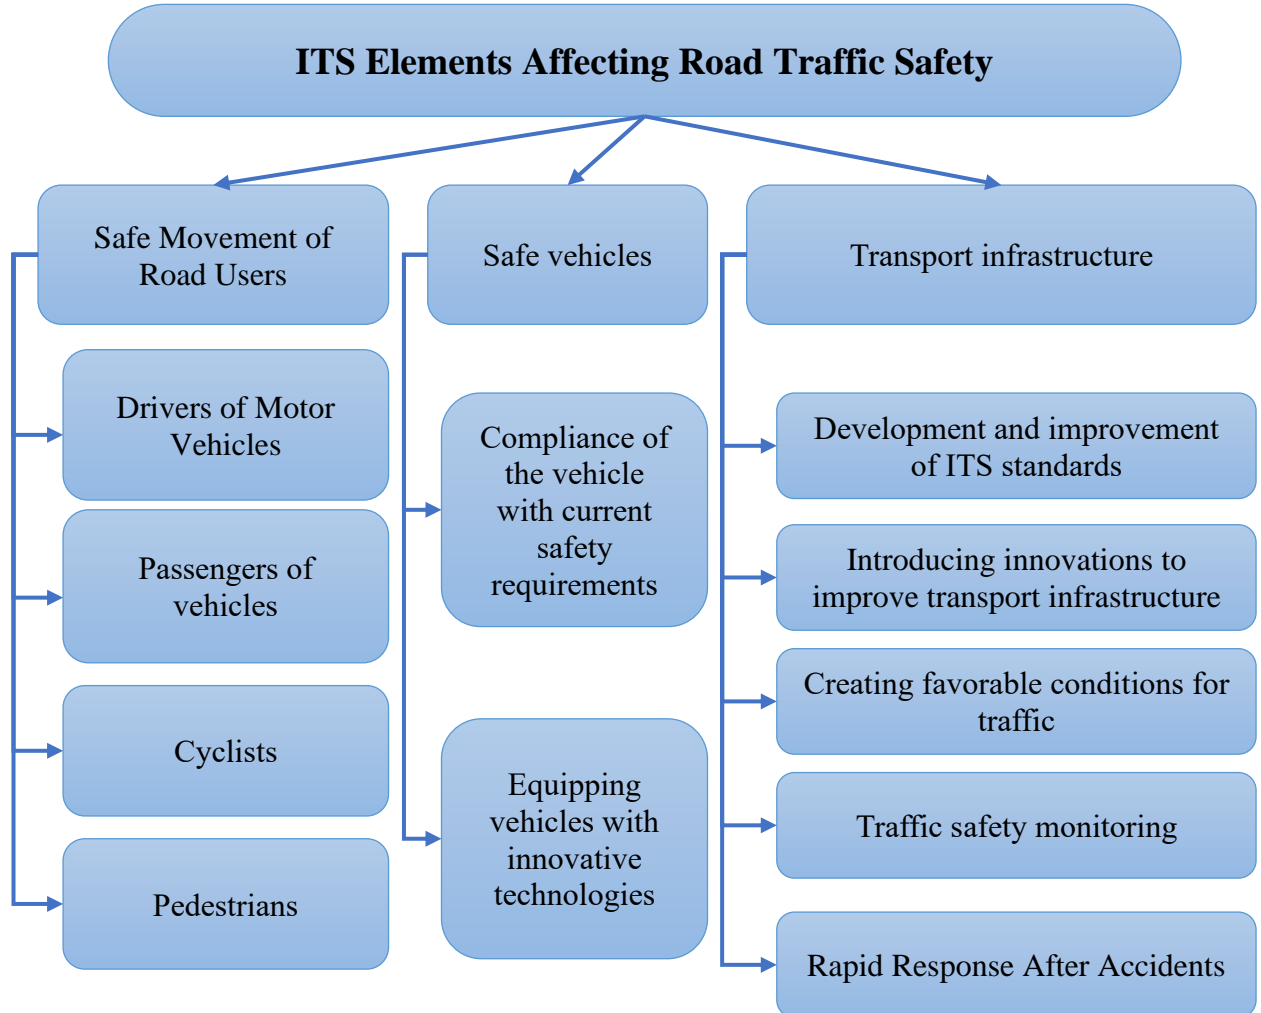 ITS Elements Affecting Road Traffic Safety
Safe Movement of
Road Users
Drivers of Motor
Vehicles
Passengers of
vehicles
Cyclists
Pedestrians
Safe vehicles
Compliance of
the vehicle
with current
safety
requirements
Equipping
vehicles with
innovative
technologies
Transport infrastructure
Development and improvement
of ITS standards
Introducing innovations to
improve transport infrastructure
Creating favorable conditions for
traffic
Traffic safety monitoring
Rapid Response After Accidents